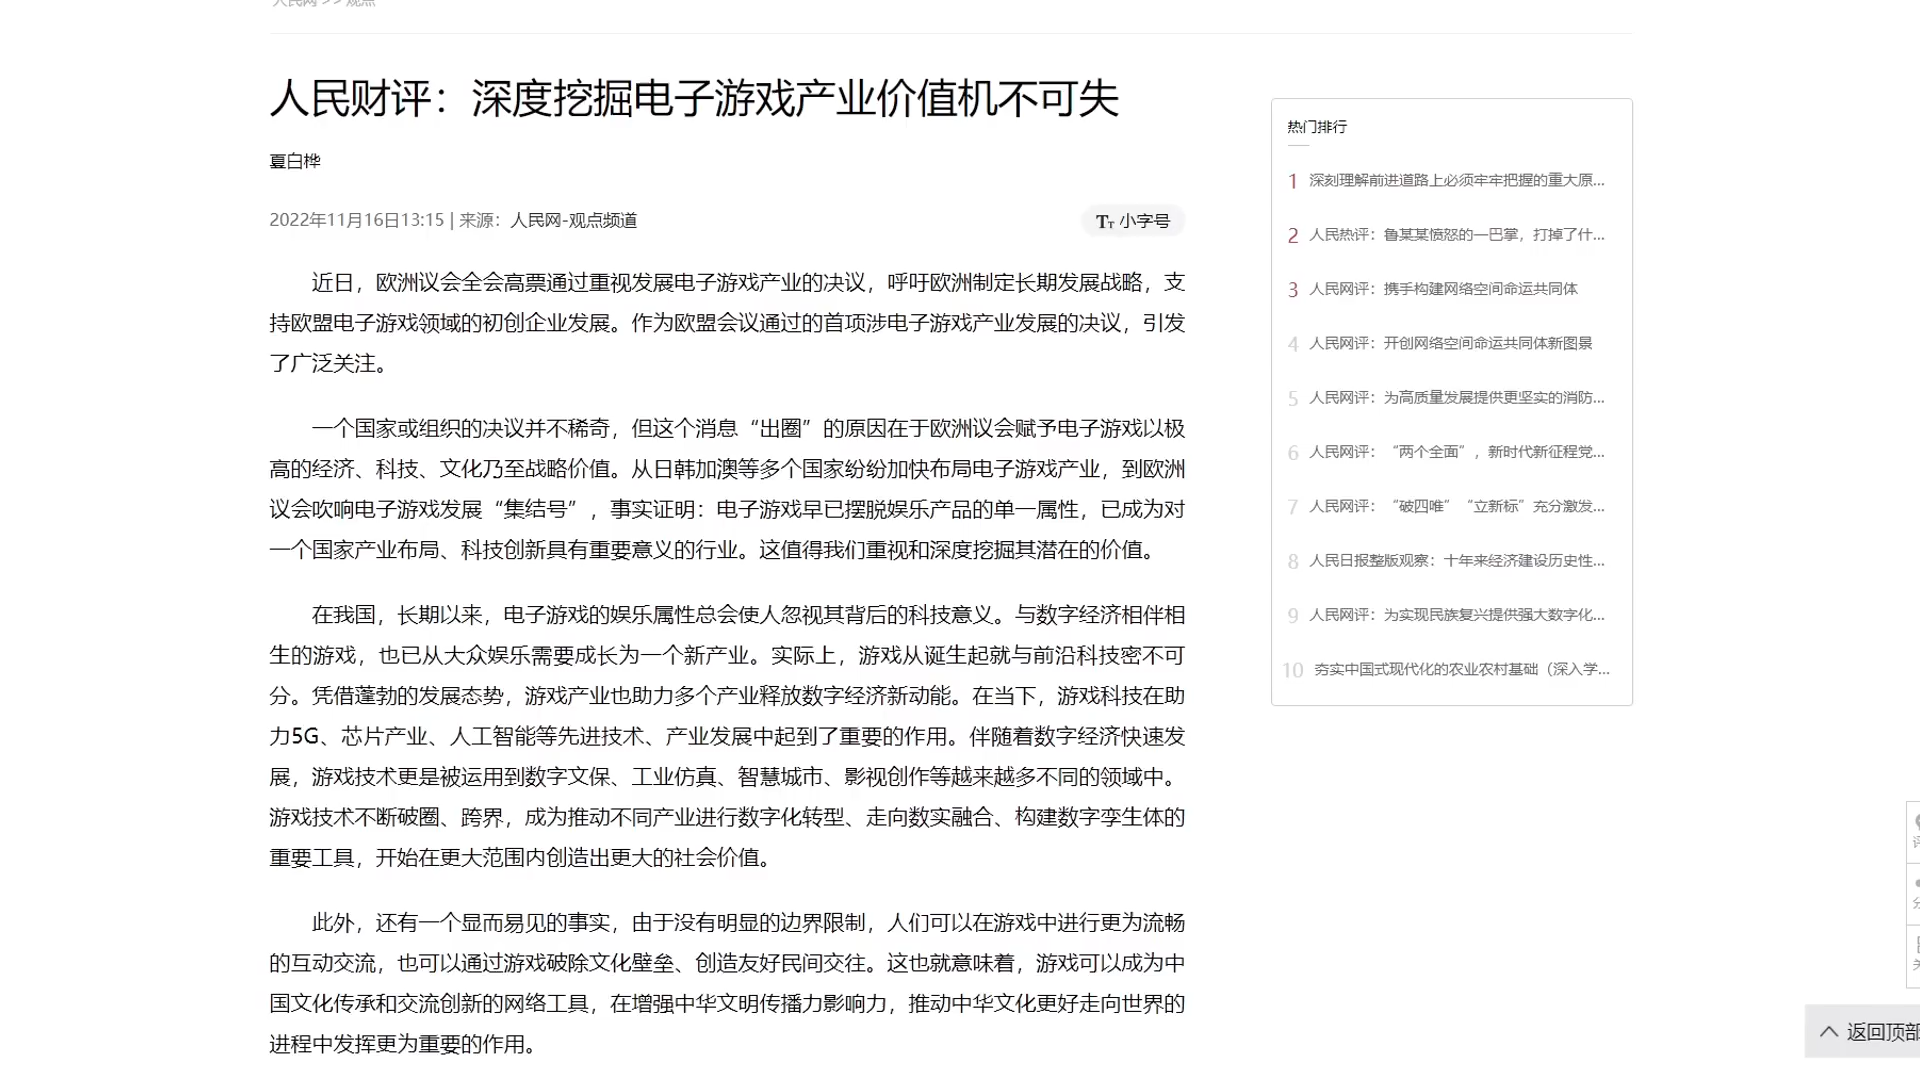 人民网 >> 观点
人民财评：深度挖掘电子游戏产业价值机不可失
夏白桦
2022年11月16日13:15 | 来源：人民网-观点频道
TT 小字号
近日，欧洲议会全会高票通过重视发展电子游戏产业的决议，呼吁欧洲制定长期发展战略，支
持欧盟电子游戏领域的初创企业发展。作为欧盟会议通过的首项涉电子游戏产业发展的决议，引发
了广泛关注。
一个国家或组织的决议并不稀奇，但这个消息“出圈”的原因在于欧洲议会赋予电子游戏以极
高的经济、科技、文化乃至战略价值。从日韩加澳等多个国家纷纷加快布局电子游戏产业，到欧洲
议会吹响电子游戏发展“集结号”，事实证明：电子游戏早已摆脱娱乐产品的单一属性，已成为对
一个国家产业布局、科技创新具有重要意义的行业。这值得我们重视和深度挖掘其潜在的价值。
在我国，长期以来，电子游戏的娱乐属性总会使人忽视其背后的科技意义。与数字经济相伴相
生的游戏，也已从大众娱乐需要成长为一个新产业。实际上，游戏从诞生起就与前沿科技密不可
分。凭借蓬勃的发展态势，游戏产业也助力多个产业释放数字经济新动能。在当下，游戏科技在助
力5G、芯片产业、人工智能等先进技术、产业发展中起到了重要的作用。伴随着数字经济快速发
展，游戏技术更是被运用到数字文保、工业仿真、智慧城市、影视创作等越来越多不同的领域中。
游戏技术不断破圈、跨界，成为推动不同产业进行数字化转型、走向数实融合、构建数字孪生体的
重要工具，开始在更大范围内创造出更大的社会价值。
此外，还有一个显而易见的事实，由于没有明显的边界限制，人们可以在游戏中进行更为流畅
的互动交流，也可以通过游戏破除文化壁垒、创造友好民间交往。这也就意味着，游戏可以成为中
国文化传承和交流创新的网络工具，在增强中华文明传播力影响力，推动中华文化更好走向世界的
进程中发挥更为重要的作用。
热门排行
1 深刻理解前进道路上必须牢牢把握的重大原...
2 人民热评：鲁某某愤怒的一巴掌，打掉了什...
3 人民网评：携手构建网络空间命运共同体
4 人民网评：开创网络空间命运共同体新图景
5 人民网评：为高质量发展提供更坚实的消防...
6 人民网评：“两个全面”，新时代新征程党...
7 人民网评：“破四唯”“立新标”充分激发...
8 人民日报整版观察：十年来经济建设历史性...
9 人民网评：为实现民族复兴提供强大数字化...
10 夯实中国式现代化的农业农村基础（深入学...
返回顶部